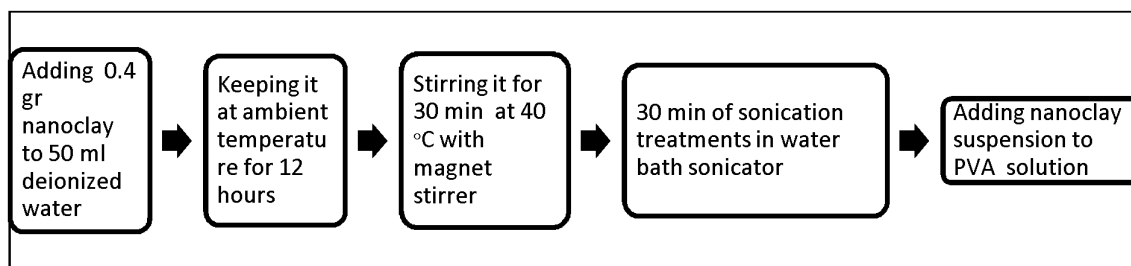 Adding 0.4
gr
nanoclay
to 50 ml
deionized
water
Keeping it
at ambient
temperatu
re for 12
hours
Stirring it for
30 min at 40
°C with
magnet
stirrer
30 min of sonication
treatments in water
bath sonicator
Adding nanoclay
suspension to
PVA solution